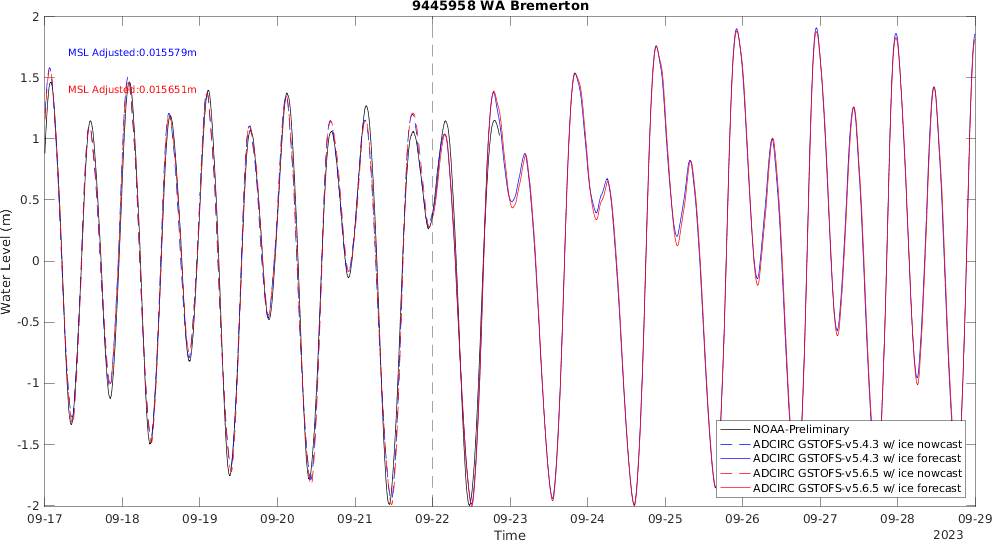 9445958 WA Bremerton
MSL Adjusted:0.015579m
MSL Adjusted:0.015651m
Water Level (m)
2
1.5
1
0.5
0
-0.5
-1
-1.5
-2
NOAA-Preliminary
ADCIRC GSTOFS-v5.4.3 w/ ice nowcast
ADCIRC GSTOFS-v5.4.3 w/ ice forecast
ADCIRC GSTOFS-v5.6.5 w/ ice nowcast
ADCIRC GSTOFS-v5.6.5 w/ ice forecast
09-17 09-18 09-19 09-20 09-21 09-22 09-23 09-24 09-25 09-26 09-27 09-28 09-29
Time
2023